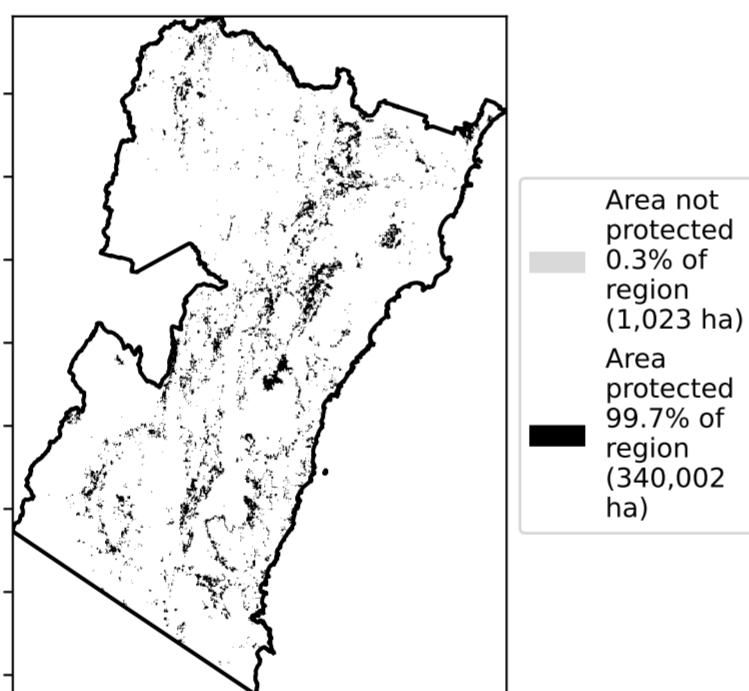 Area not
protected
0.3% of
region
(1,023 ha)
Area
protected
99.7% of
region
(340,002
ha)